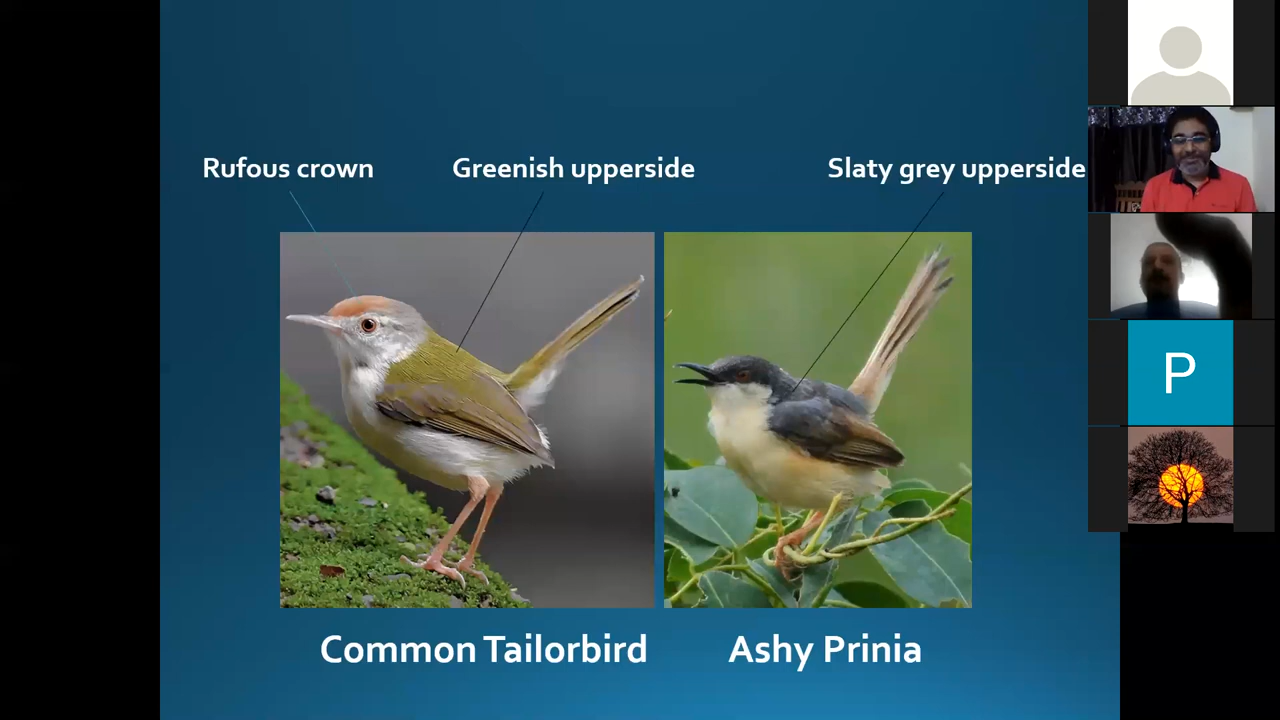 Rufous crown
Greenish upperside
Slaty grey upperside
Common Tailorbird
Ashy Prinia
P